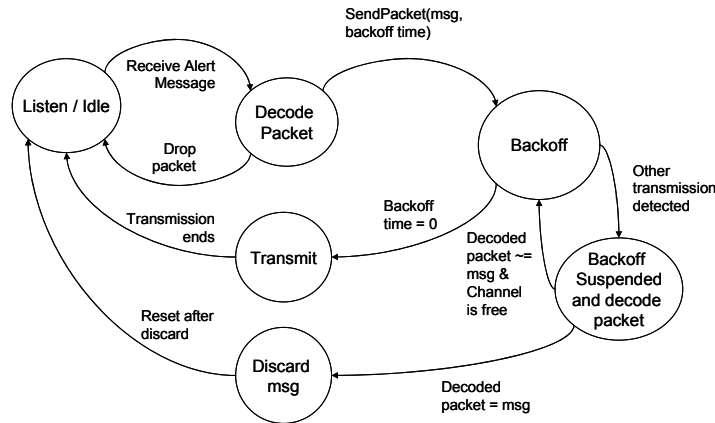 SendPacket(msg,
backoff time)
Receive Alert
Message
Listen / Idle
Decode
Packet
Backoff
Drop
packet
Other
transmission
detected
Backoff
time = 0
Transmission
ends
Transmit
Decoded
packet ~=
msg &
Channel
is free
Backoff
Suspended
and decode
packet
Reset after
discard
Discard
msg
Decoded
packet = msg